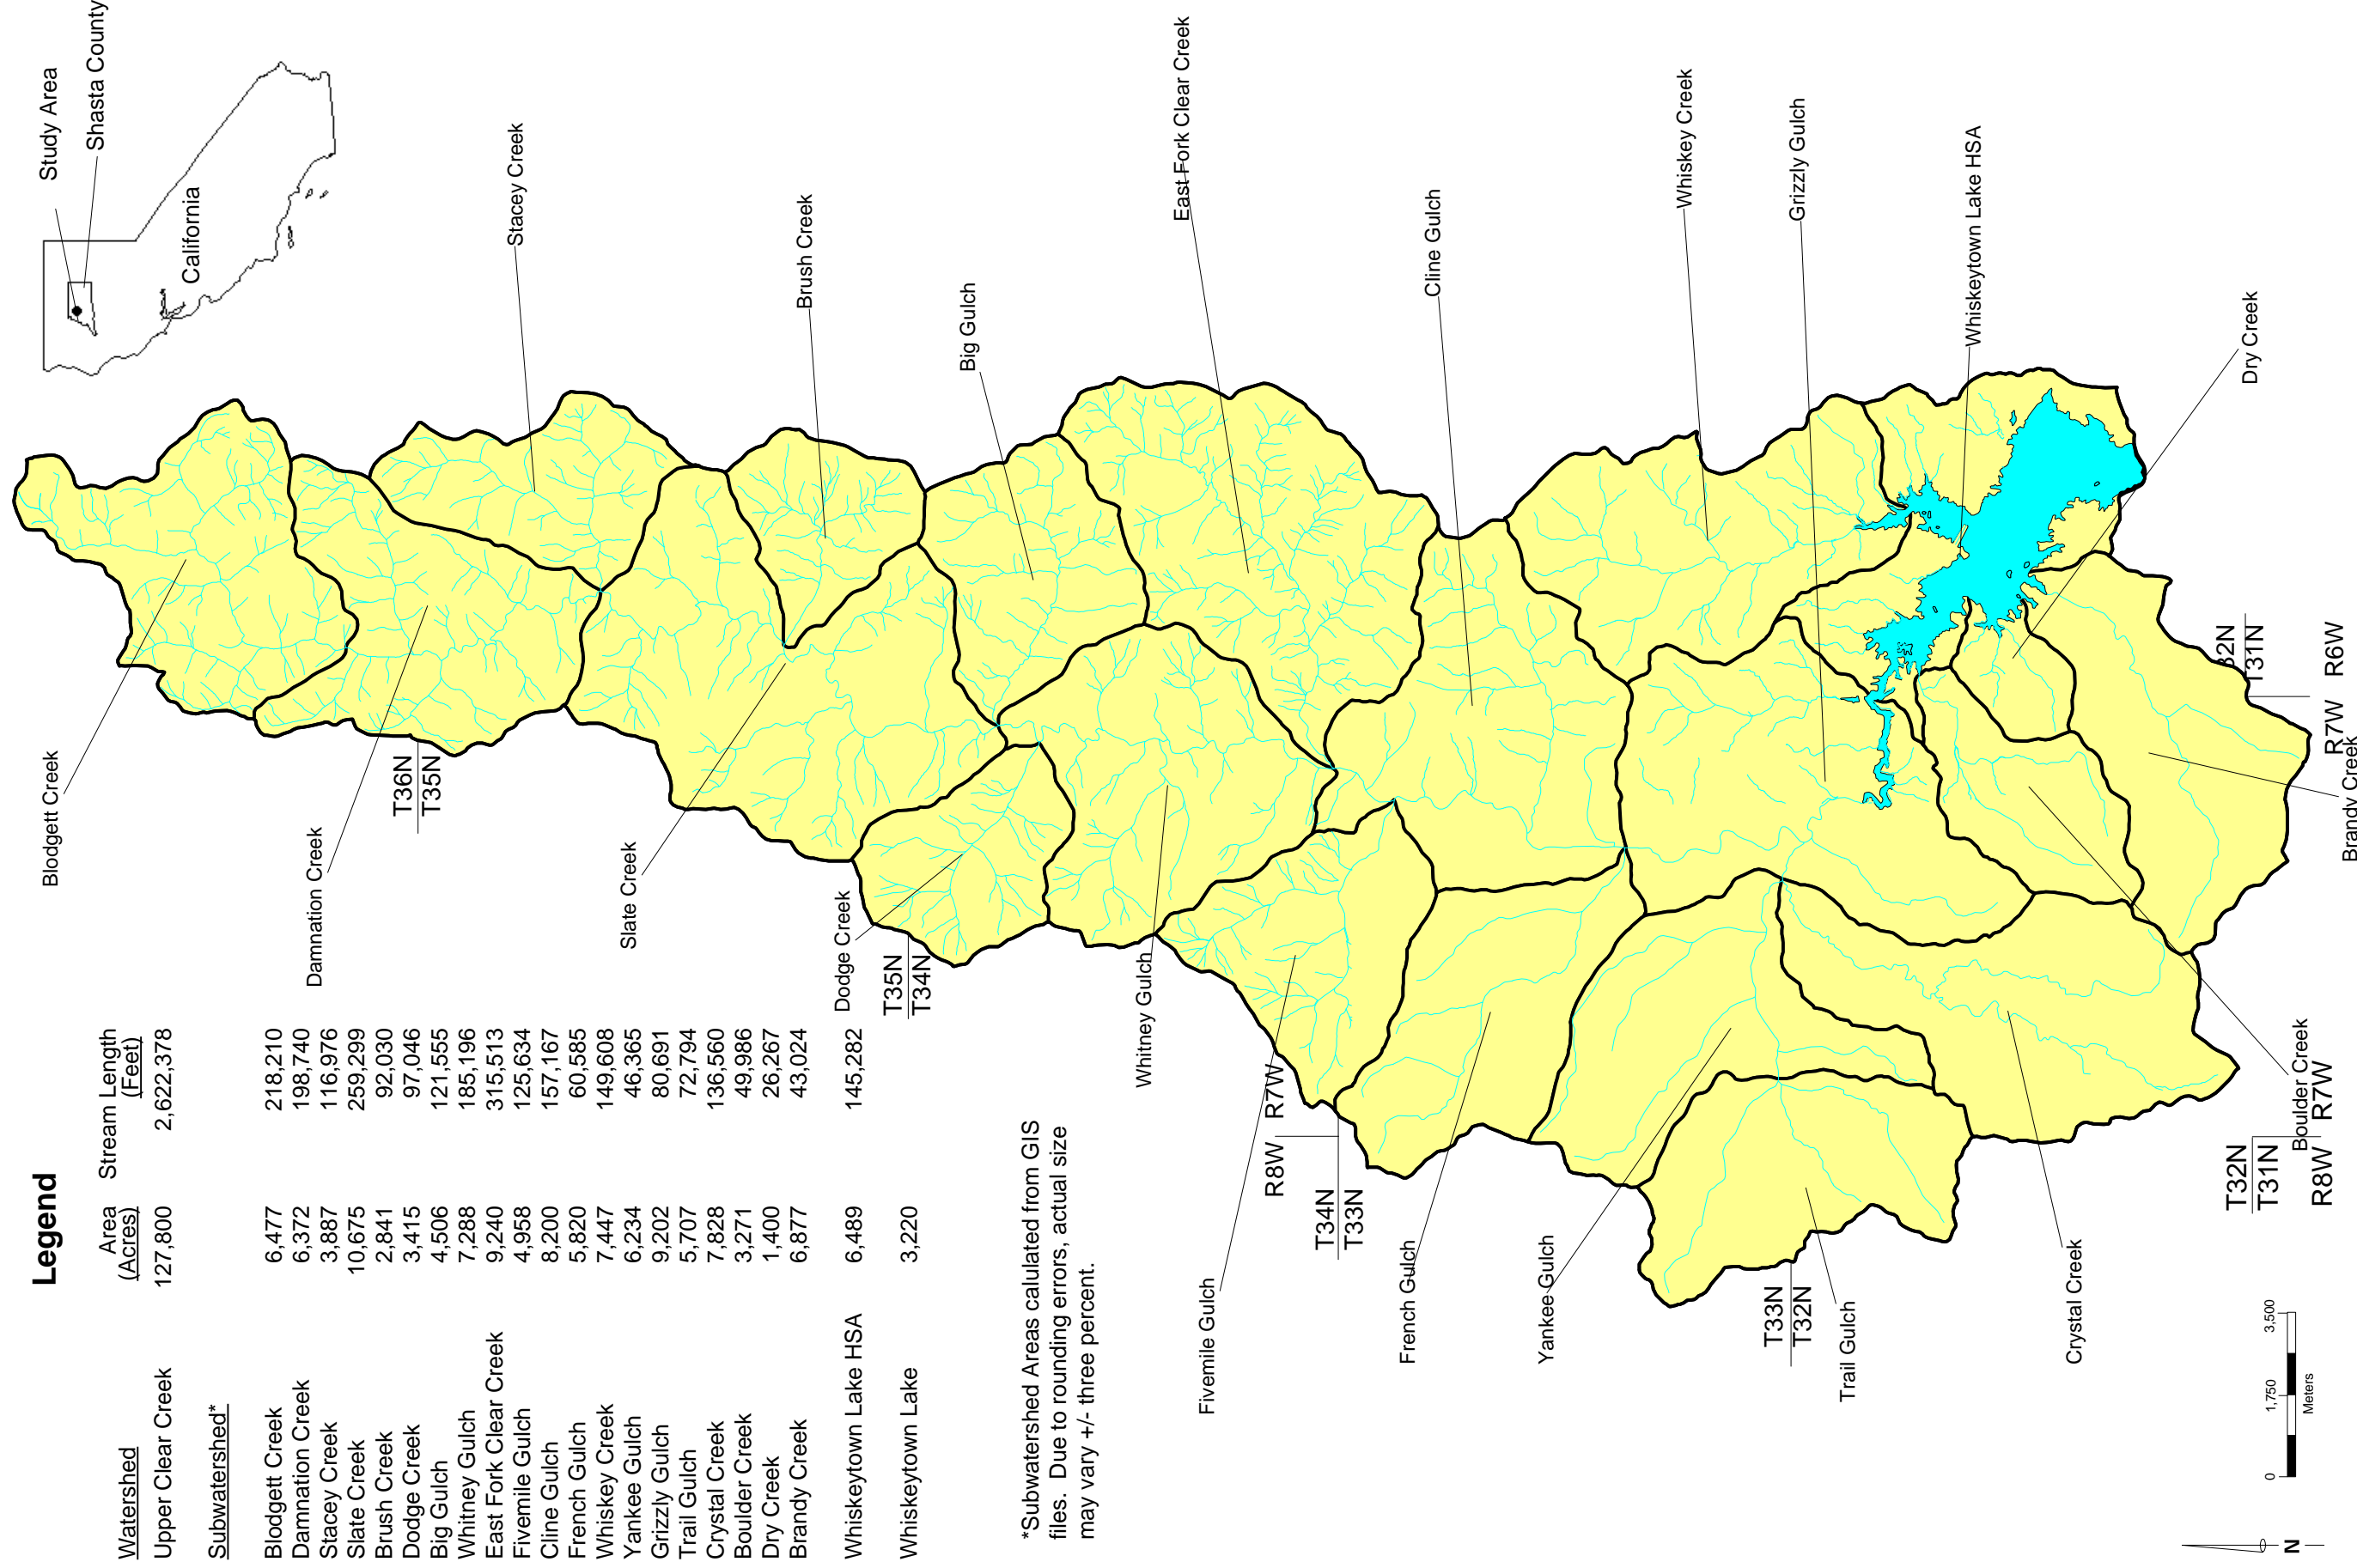 Legend
Watershed Area (Acres) Stream Length (Feet)
Upper Clear Creek 127,800 2,622,378
Subwatershed*
Blodgett Creek 6,477 218,210
Damnation Creek 6,372 198,740
Stacey Creek 3,887 116,976
Slate Creek 10,675 259,299
Brush Creek 2,841 92,030
Dodge Creek 3,415 97,046
Big Gulch 4,506 121,555
Whitney Gulch 7,288 185,196
East Fork Clear Creek 9,240 315,513
Fivemile Gulch 4,958 125,634
Cline Gulch 8,200 157,167
French Gulch 5,820 60,585
Whiskey Creek 7,447 149,608
Yankee Gulch 6,234 46,365
Grizzly Gulch 9,202 80,691
Trail Gulch 5,707 72,794
Crystal Creek 7,828 136,560
Boulder Creek 3,271 49,986
Dry Creek 1,400 26,267
Brandy Creek 6,877 43,024
Whiskeytown Lake HSA 6,489 145,282
Whiskeytown Lake 3,220
*Subwatershed Areas calulated from GIS
files. Due to rounding errors, actual size
may vary +/- three percent.
Study Area
Shasta County
California
Blodgett Creek
Damnation Creek
T36N
T35N
Stacey Creek
Slate Creek
Brush Creek
Dodge Creek
T35N
T34N
Big Gulch
Whitney Gulch
East Fork Clear Creek
Fivemile Gulch
R8W R7W
T34N
T33N
French Gulch
Cline Gulch
Yankee Gulch
Whiskey Creek
T33N
T32N
Trail Gulch
Grizzly Gulch
Whiskeytown Lake HSA
Crystal Creek
Dry Creek
T32N
T31N
R8W R7W
Boulder Creek
32N
T31N
R7W R6W
Brandy Creek
0 1,750 3,500
Meters
N